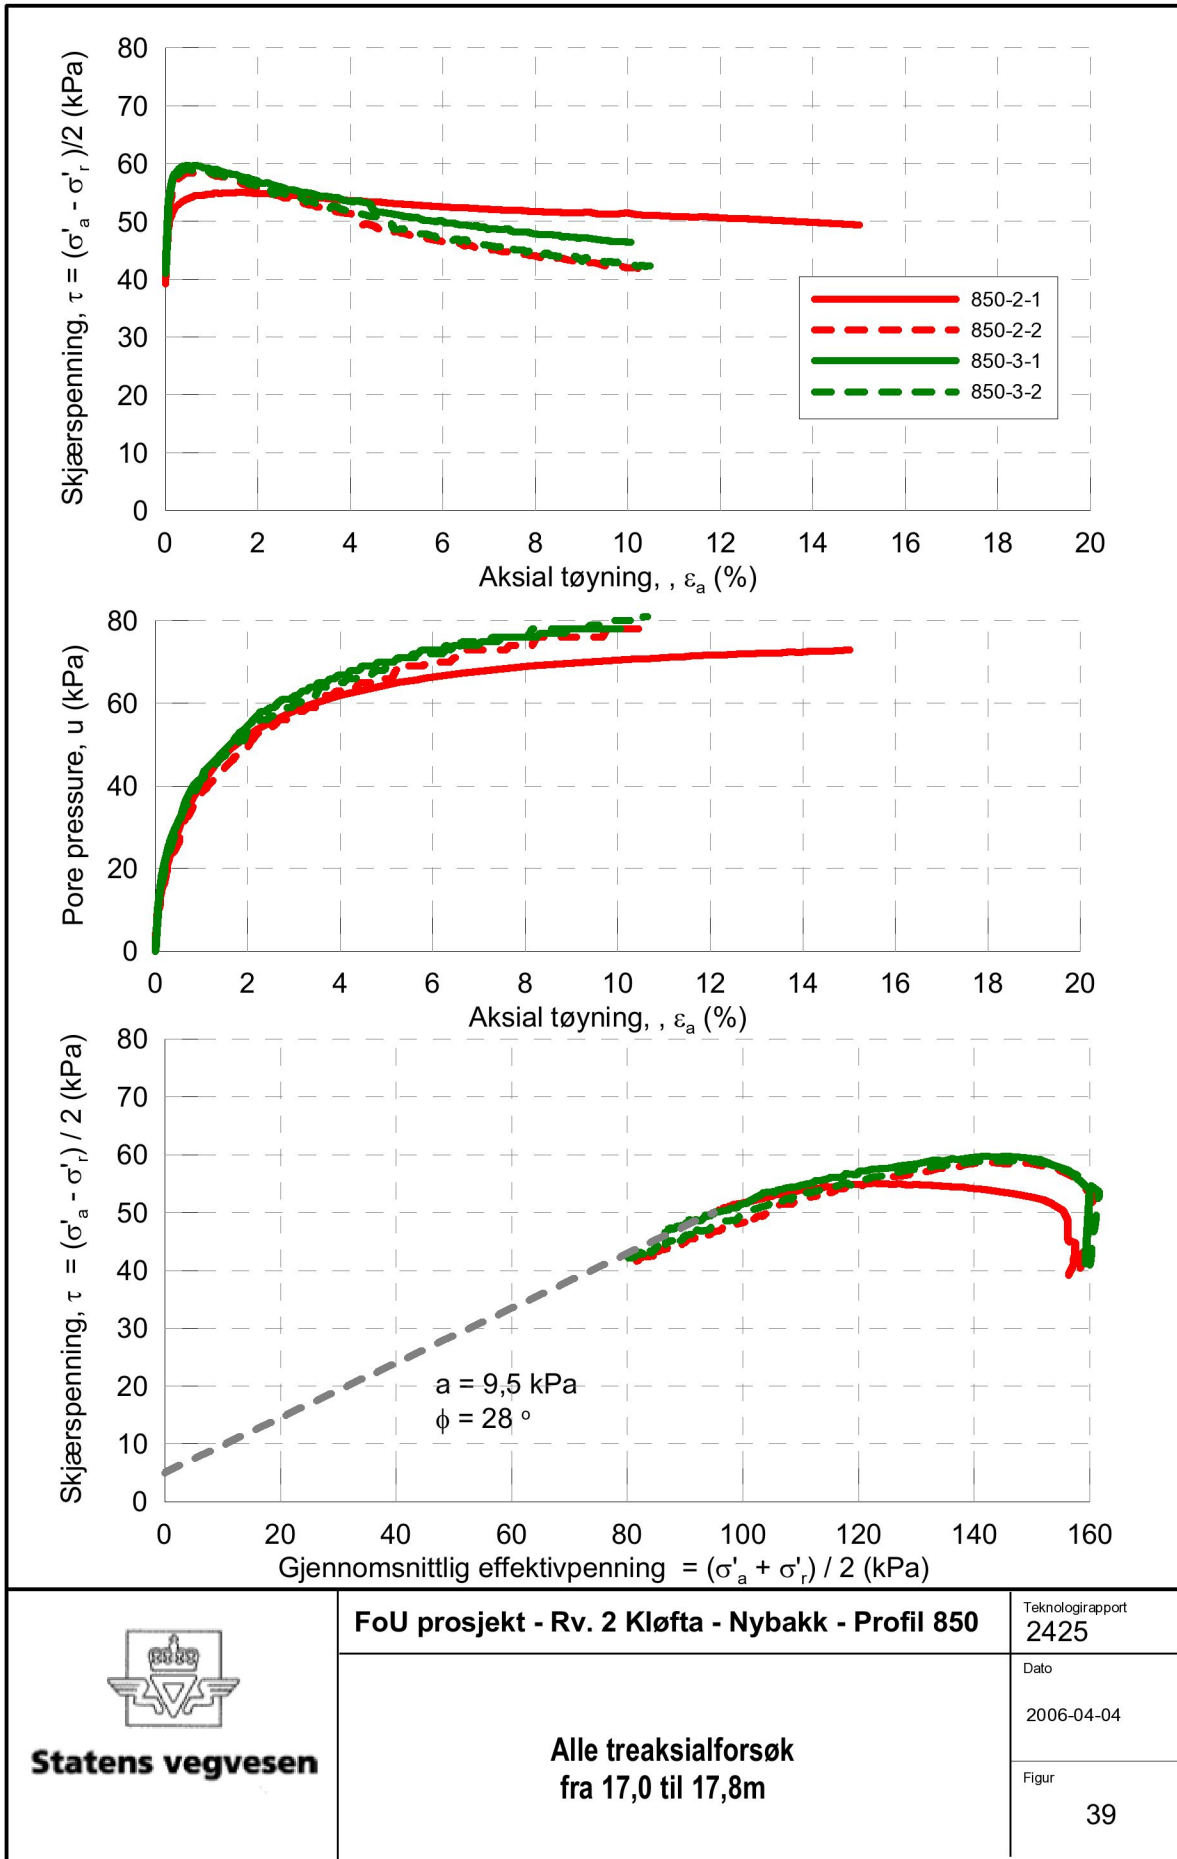 80
70
60
50
40
30
20
10
0
Skjærspenning, τ = (σ'a - σ'r )/2 (kPa)
850-2-1
850-2-2
850-3-1
850-3-2
0 2 4 6 8 10 12 14 16 18 20
Aksial tøyning, , εa (%)
80
60
40
20
0
Pore pressure, u (kPa)
0 2 4 6 8 10 12 14 16 18 20
Aksial tøyning, , εa (%)
80
70
60
50
40
30
20
10
0
Skjærspenning, τ = (σ'a - σ'r) / 2 (kPa)
a = 9,5 kPa
ϕ = 28 º
0 20 40 60 80 100 120 140 160
Gjennomsnittlig effektivpenning = (σ'a + σ'r) / 2 (kPa)
Statens vegvesen
FoU prosjekt - Rv. 2 Kløfta - Nybakk - Profil 850
Alle treaksialforsøk
fra 17,0 til 17,8m
Teknologirapport
2425
Dato
2006-04-04
Figur
39